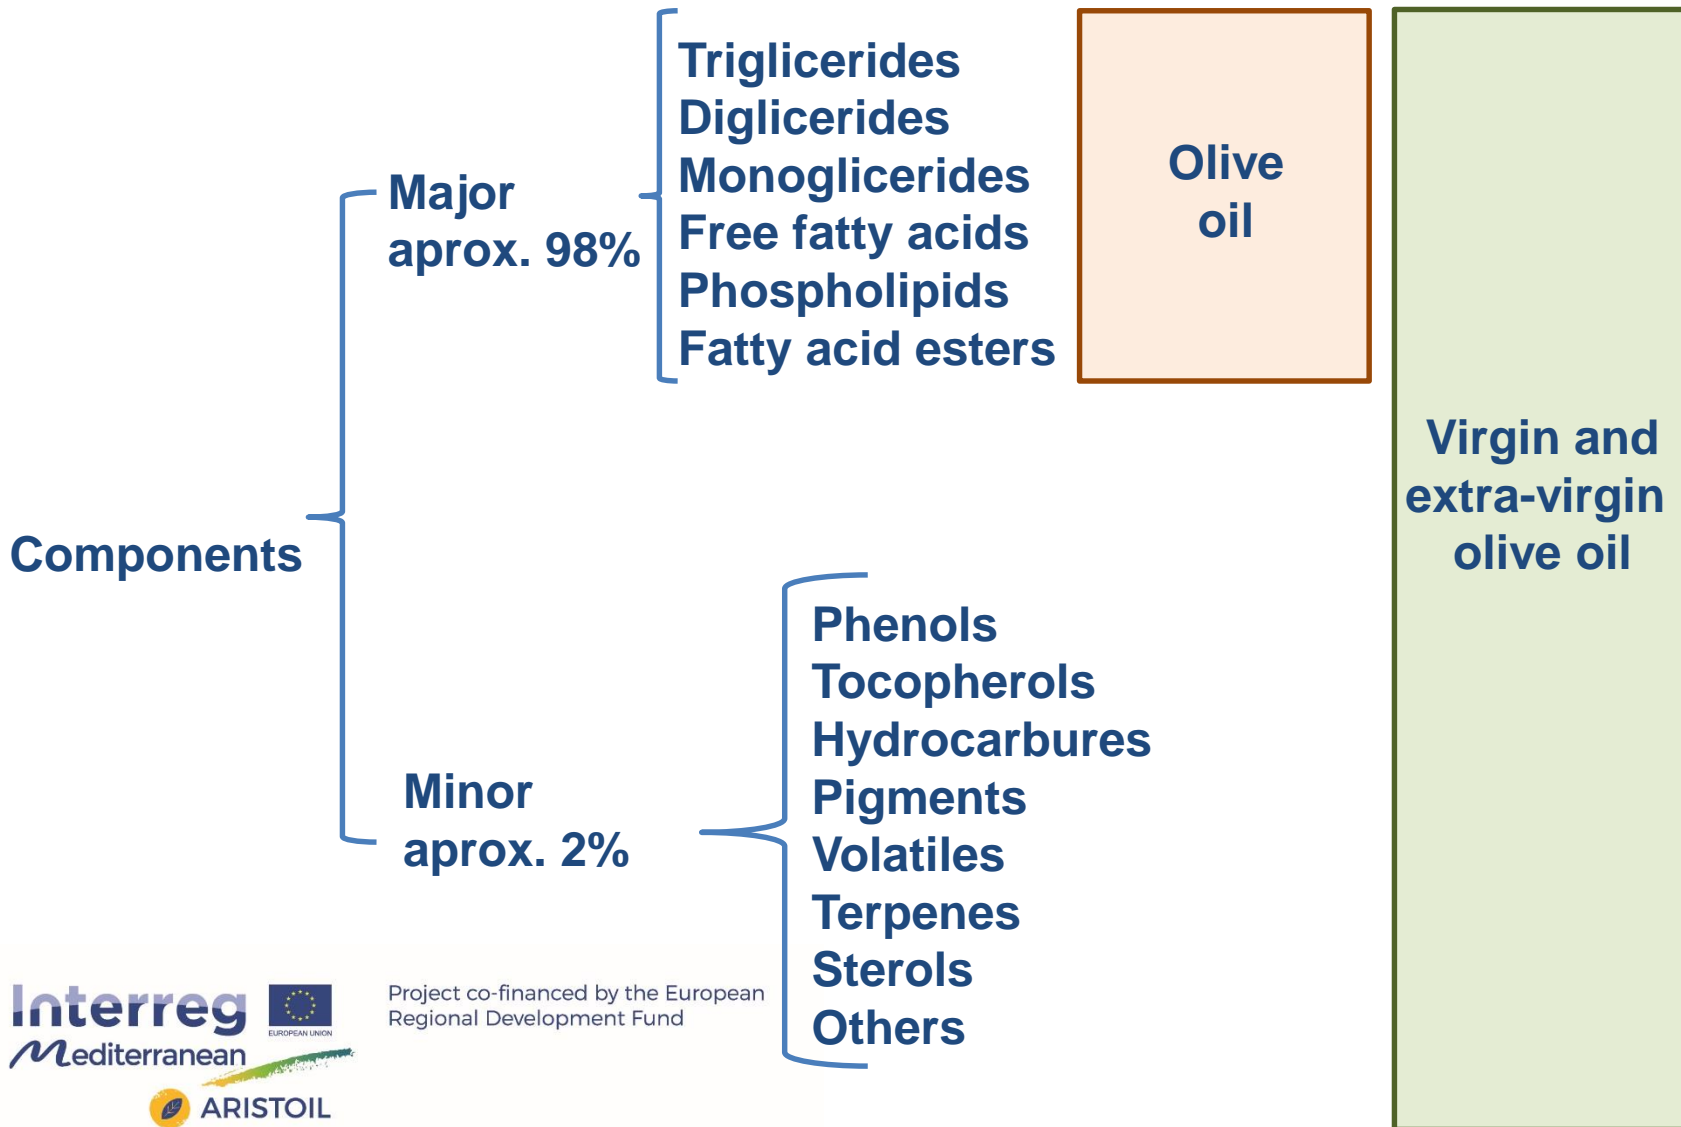 Components
Major
aprox. 98%
Triglicerides
Diglicerides
Monoglicerides
Free fatty acids
Phospholipids
Fatty acid esters
Olive
oil
Virgin and
extra-virgin
olive oil
Minor
aprox. 2%
Phenols
Tocopherols
Hydrocarbures
Pigments
Volatiles
Terpenes
Sterols
Others
Interreg
Mediterranean
EUROPEAN UNION
ARISTOIL
Project co-financed by the European
Regional Development Fund